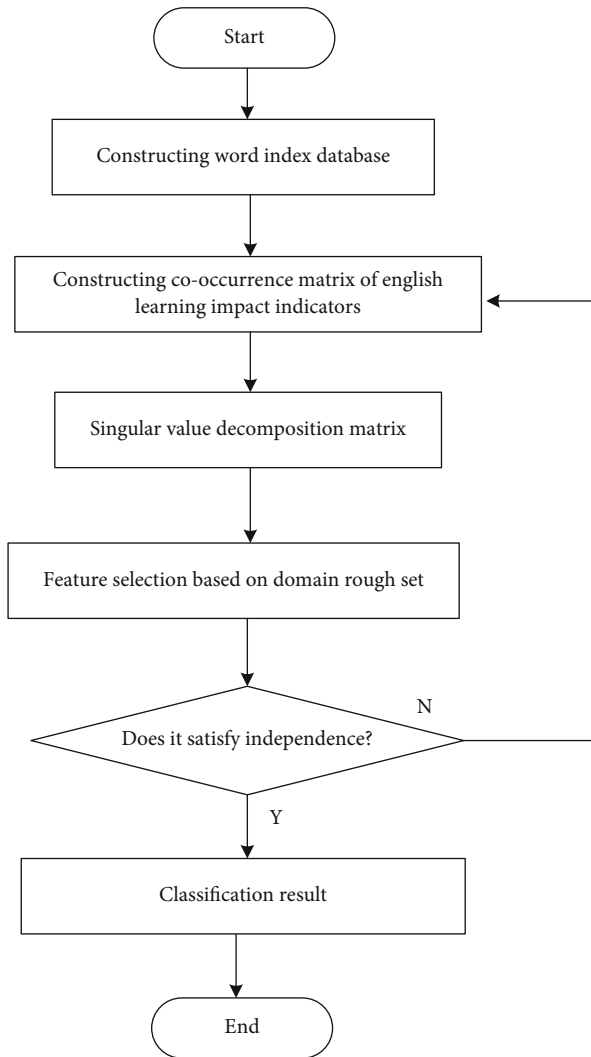 Start
Constructing word index database
Constructing co-occurrence matrix of english
learning impact indicators
Singular value decomposition matrix
Feature selection based on domain rough set
N
Does it satisfy independence?
Y
Classification result
End